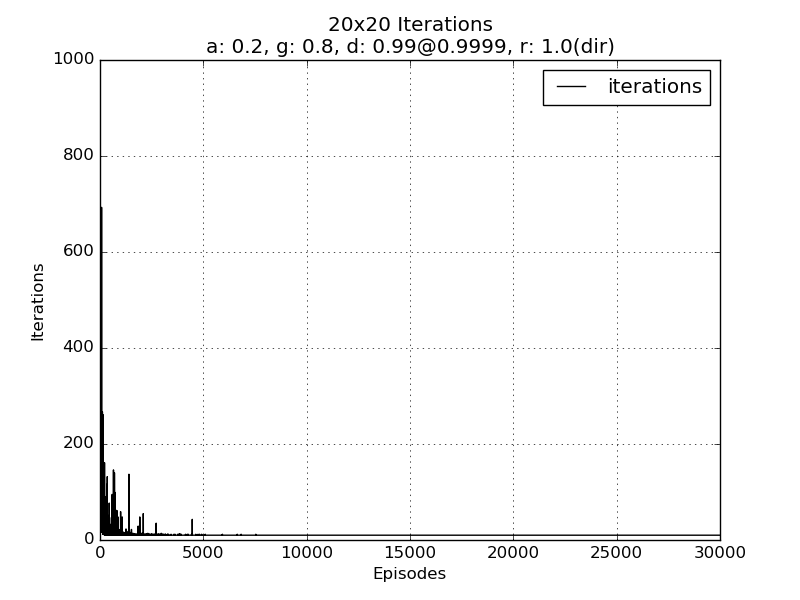 20x20 Iterations
a: 0.2, g: 0.8, d: 0.99@0.9999, r: 1.0(dir)
iterations
1000
800
600
400
200
0
Iterations
0 5000 10000 15000 20000 25000 30000
Episodes